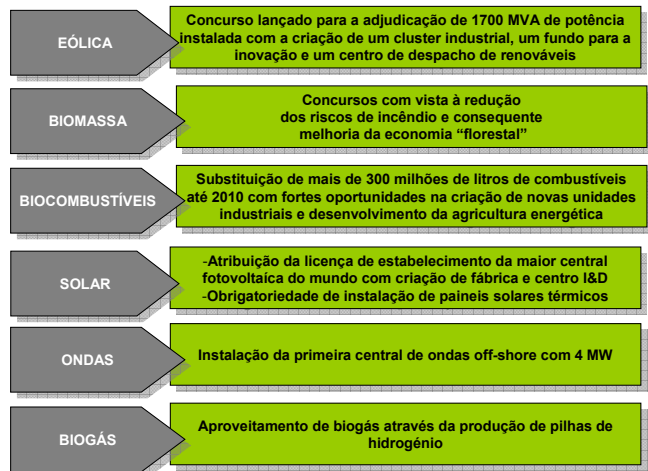 EÓLICA
Concurso lançado para a adjudicação de 1700 MVA de potência
instalada com a criação de um cluster industrial, um fundo para a
inovação e um centro de despacho de renováveis
BIOMASSA
Concursos com vista à redução
dos riscos de incêndio e consequente
melhoria da economia “florestal”
BIOCOMBUSTÍVEIS
Substituição de mais de 300 milhões de litros de combustíveis
até 2010 com fortes oportunidades na criação de novas unidades
industriais e desenvolvimento da agricultura energética
SOLAR
-Atribuição da licença de estabelecimento da maior central
fotovoltaíca do mundo com criação de fábrica e centro I&D
-Obrigatoriedade de instalação de paineis solares térmicos
ONDAS
Instalação da primeira central de ondas off-shore com 4 MW
BIOGÁS
Aproveitamento de biogás através da produção de pilhas de
hidrogénio